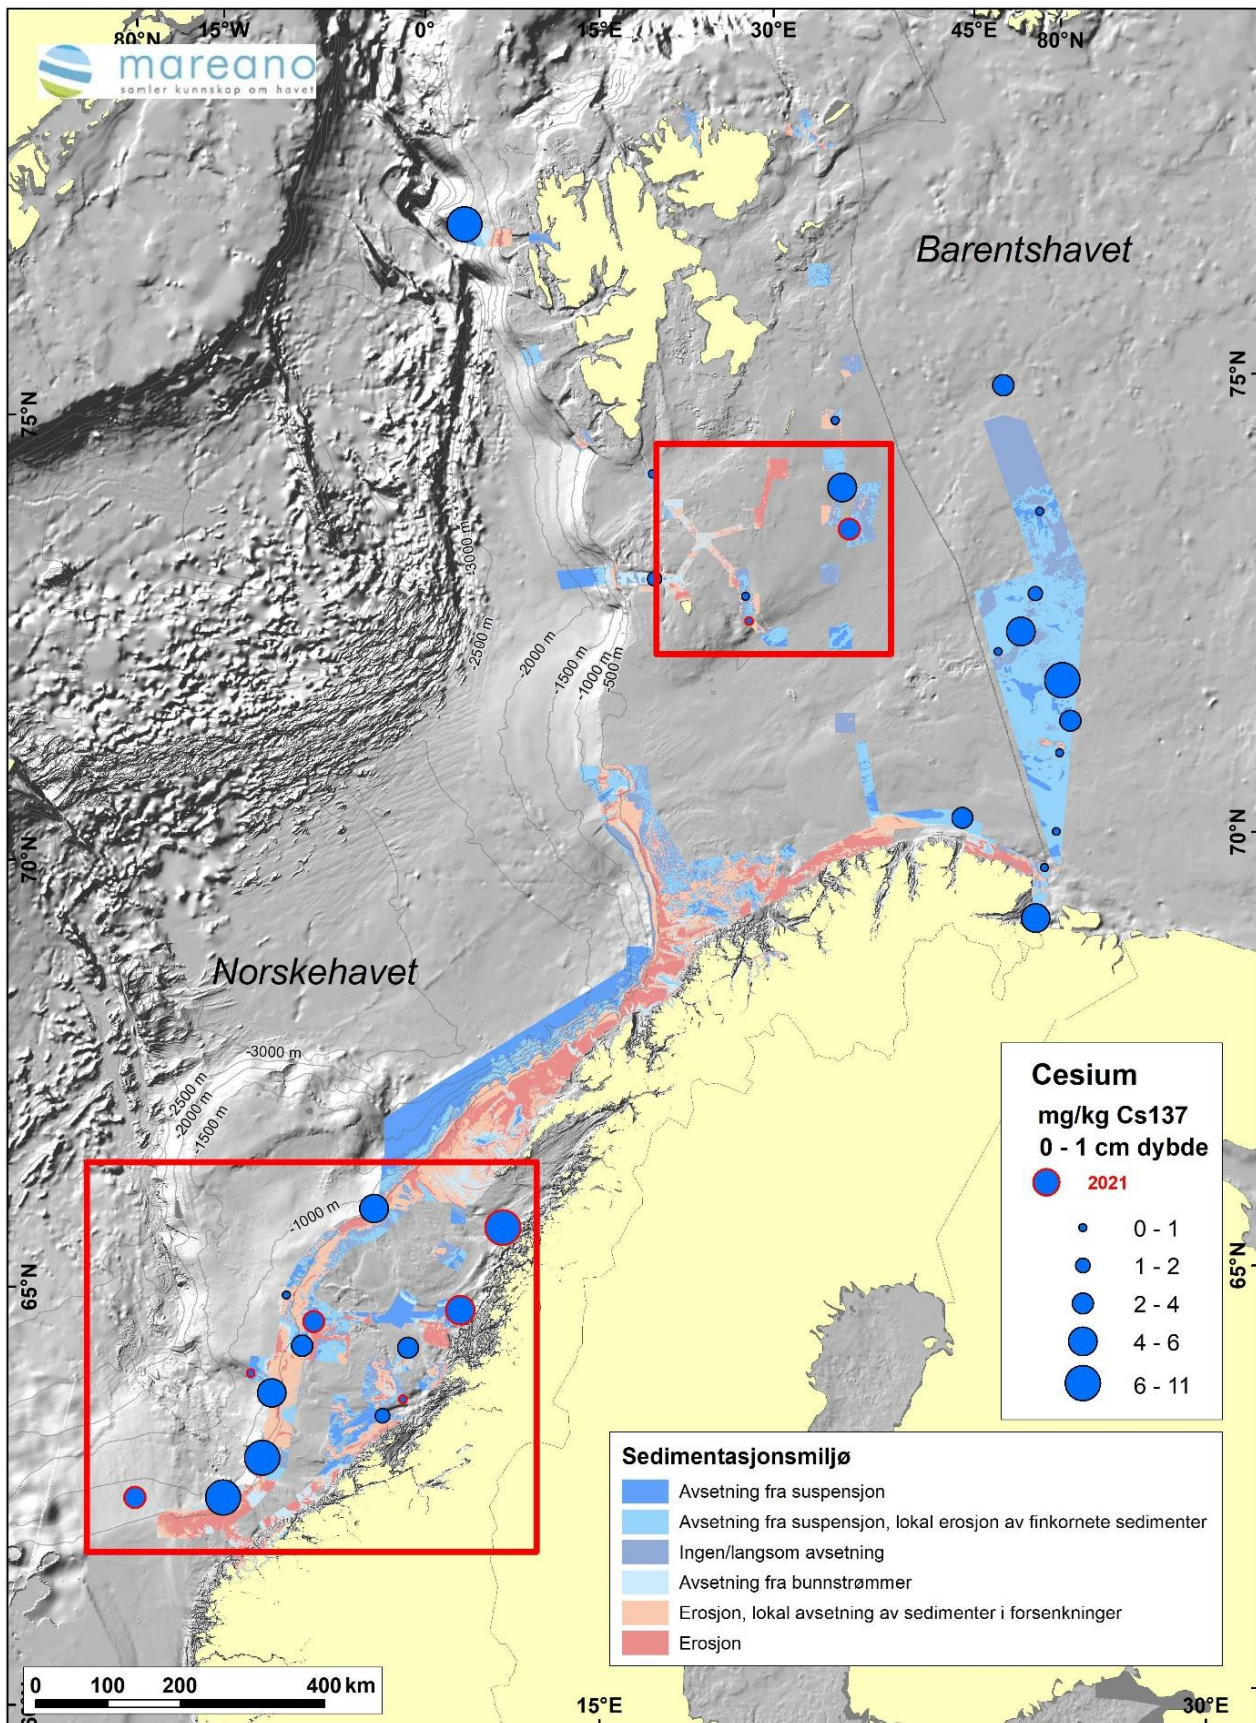 80°N
15°W
0°
15°E
30°E
45°E
80°N
mareano
samler kunnskap om havet
Barentshavet
75°N
75°N
-3000 m
-2500 m
-2000 m
-1500 m
-1000 m
-500 m
70°N
70°N
Norskehavet
-3000 m
-2500 m
-2000 m
-1500 m
-1000 m
65°N
65°N
Cesium
mg/kg Cs137
0 - 1 cm dybde
2021
0 - 1
1 - 2
2 - 4
4 - 6
6 - 11
Sedimentasjonsmiljø
Avsetning fra suspensjon
Avsetning fra suspensjon, lokal erosjon av finkornete sedimenter
Ingen/langsom avsetning
Avsetning fra bunnstrømmer
Erosjon, lokal avsetning av sedimenter i forsenkninger
Erosjon
0 100 200 400 km
15°E
30°E